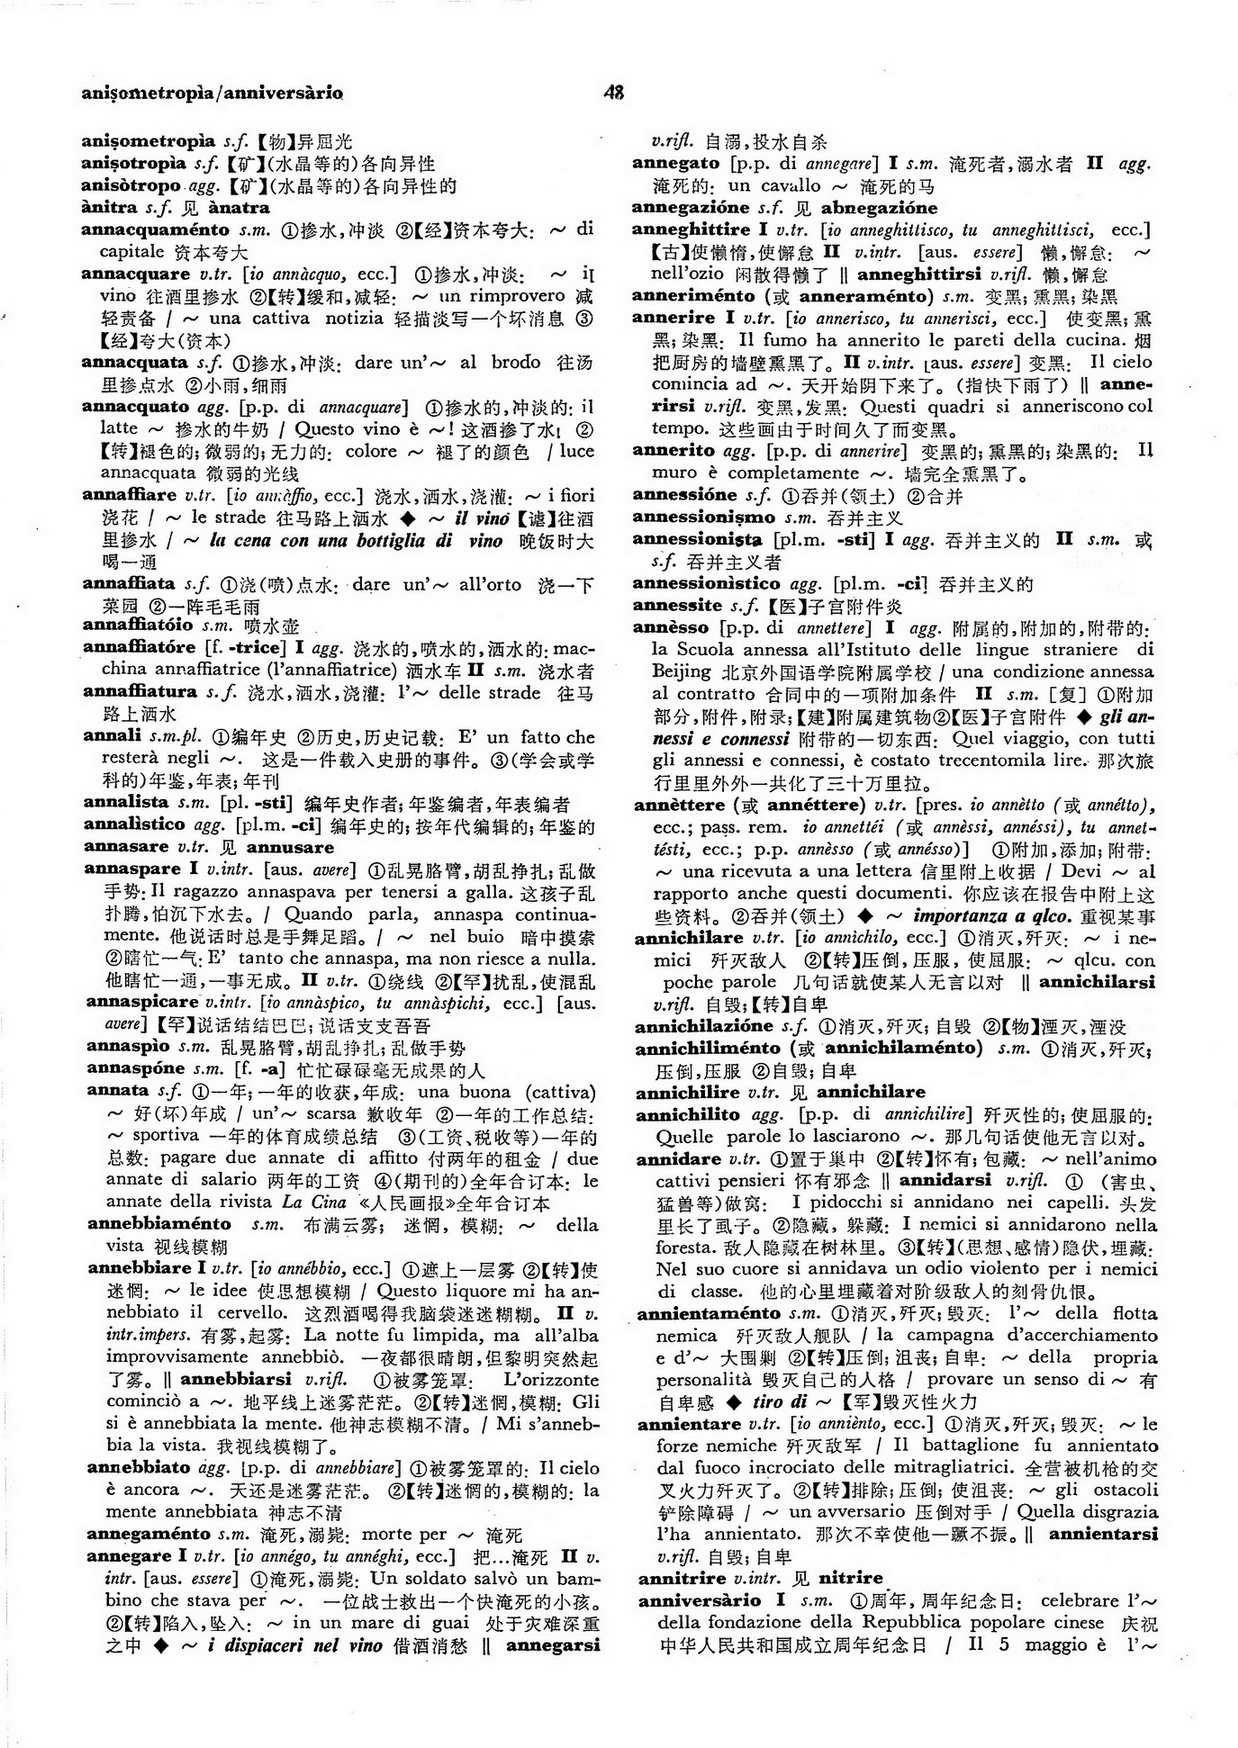 anisometropìa/anniversàrio
48
anisometropìa s.f.【物】异屈光
anisotropìa s.f.【矿】(水晶等的)各向异性
anisòtropo agg.【矿】(水晶等的)各向异性的
ànitra s.f. 见 ànatra
annacquaménto s.m. ①掺水,冲淡 ②【经】资本夸大: ～ di
capitale 资本夸大
annacquare v.tr. [io annàcquo, ecc.] ①掺水,冲淡: ～ il
vino 往酒里掺水 ②【转】缓和,减轻: ～ un rimprovero 减
轻责备 / ～ una cattiva notizia 轻描淡写一个坏消息 ③
【经】夸大(资本)
annacquata s.f. ①掺水,冲淡: dare un'～ al brodo 往汤
里掺点水 ②小雨,细雨
annacquato agg. [p.p. di annacquare] ①掺水的,冲淡的: il
latte ～ 掺水的牛奶 / Questo vino è ～! 这酒掺了水! ②
【转】褪色的; 微弱的; 无力的: colore ～ 褪了的颜色 / luce
annacquata 微弱的光线
annaffiare v.tr. [io annàffio, ecc.] 浇水,洒水,浇灌: ～ i fiori
浇花 / ～ le strade 往马路上洒水 ◆ ～ il vino【谑】往酒
里掺水 / ～ la cena con una bottiglia di vino 晚饭时大
喝一通
annaffiata s.f. ①浇(喷)点水: dare un'～ all'orto 浇一下
菜园 ②一阵毛毛雨
annaffiatóio s.m. 喷水壶
annaffiatóre [f. -trice] I agg. 浇水的,喷水的,洒水的: mac-
china annaffiatrice (l'annaffiatrice) 洒水车 II s.m. 浇水者
annaffiatura s.f. 浇水,洒水,浇灌: l'～ delle strade 往马
路上洒水
annali s.m.pl. ①编年史 ②历史,历史记载: E' un fatto che
resterà negli ～. 这是一件载入史册的事件。③(学会或学
科的)年鉴,年表; 年刊
annalista s.m. [pl. -sti] 编年史作者; 年鉴编者,年表编者
annalìstico agg. [pl.m. -ci] 编年史的; 按年代编辑的; 年鉴的
annasare v.tr. 见 annusare
annaspare I v.intr. [aus. avere] ①乱晃胳臂,胡乱挣扎; 乱做
手势: Il ragazzo annaspava per tenersi a galla. 这孩子乱
扑腾,怕沉下水去。/ Quando parla, annaspa continua-
mente. 他说话时总是手舞足蹈。/ ～ nel buio 暗中摸索
②瞎忙一气: E' tanto che annaspa, ma non riesce a nulla.
他瞎忙一通,一事无成。II v.tr. ①绕线 ②【罕】扰乱,使混乱
annaspicare v.intr. [io annàspico, tu annàspichi, ecc.] [aus.
avere]【罕】说话结结巴巴; 说话支支吾吾
annaspìo s.m. 乱晃胳臂,胡乱挣扎; 乱做手势
annaspóne s.m. [f. -a] 忙忙碌碌毫无成果的人
annata s.f. ①一年; 一年的收获,年成: una buona (cattiva)
～ 好(坏)年成 / un'～ scarsa 歉收年 ②一年的工作总结:
～ sportiva 一年的体育成绩总结 ③(工资、税收等)一年的
总数: pagare due annate di affitto 付两年的租金 / due
annate di salario 两年的工资 ④(期刊的)全年合订本: le
annate della rivista La Cina 《人民画报》全年合订本
annebbiaménto s.m. 布满云雾; 迷惘, 模糊: ～ della
vista 视线模糊
annebbiare I v.tr. [io annébbio, ecc.] ①遮上一层雾 ②【转】使
迷惘: ～ le idee 使思想模糊 / Questo liquore mi ha an-
nebbiato il cervello. 这烈酒喝得我脑袋迷迷糊糊。 II v.
intr.impers. 有雾,起雾: La notte fu limpida, ma all'alba
improvvisamente annebbiò. 一夜都很晴朗,但黎明突然起
了雾。‖ annebbiarsi v.rifl. ①被雾笼罩: L'orizzonte
cominciò a ～. 地平线上迷雾茫茫。②【转】迷惘,模糊: Gli
si è annebbiata la mente. 他神志模糊不清。/ Mi s'anneb-
bia la vista. 我视线模糊了。
annebbiato agg. [p.p. di annebbiare] ①被雾笼罩的: Il cielo
è ancora ～. 天还是迷雾茫茫。 ②【转】迷惘的,模糊的: la
mente annebbiata 神志不清
annegaménto s.m. 淹死,溺毙: morte per ～ 淹死
annegare I v.tr. [io annégo, tu annéghi, ecc.] 把…淹死 II v.
intr. [aus. essere] ①淹死,溺毙: Un soldato salvò un bam-
bino che stava per ～. 一位战士救出一个快淹死的小孩。
②【转】陷入,坠入: ～ in un mare di guai 处于灾难深重
之中 ◆ ～ i dispiaceri nel vino 借酒消愁 ‖ annegarsi
v.rifl. 自溺,投水自杀
annegato [p.p. di annegare] I s.m. 淹死者,溺水者 II agg.
淹死的: un cavallo ～ 淹死的马
annegazióne s.f. 见 abnegazióne
anneghittire I v.tr. [io anneghittisco, tu anneghittisci, ecc.]
【古】使懒惰,使懈怠 II v.intr. [aus. essere] 懒,懈怠: ～
nell'ozio 闲散得懒了 ‖ anneghittirsi v.rifl. 懒,懈怠
anneriménto (或 anneraménto) s.m. 变黑; 熏黑; 染黑
annerire I v.tr. [io annerisco, tu annerisci, ecc.] 使变黑; 熏
黑; 染黑: Il fumo ha annerito le pareti della cucina. 烟
把厨房的墙壁熏黑了。II v.intr. [aus. essere] 变黑: Il cielo
comincia ad ～. 天开始阴下来了。(指快下雨了) ‖ anne-
rirsi v.rifl. 变黑,发黑: Questi quadri si anneriscono col
tempo. 这些画由于时间久了而变黑。
annerito agg. [p.p. di annerire] 变黑的; 熏黑的; 染黑的: Il
muro è completamente ～. 墙完全熏黑了。
annessióne s.f. ①吞并(领土) ②合并
annessionismo s.m. 吞并主义
annessionista [pl.m. -sti] I agg. 吞并主义的 II s.m. 或
s.f. 吞并主义者
annessionìstico agg. [pl.m. -ci] 吞并主义的
annessite s.f.【医】子宫附件炎
annèsso [p.p. di annettere] I agg. 附属的,附加的,附带的:
la Scuola annessa all'Istituto delle lingue straniere di
Beijing 北京外国语学院附属学校 / una condizione annessa
al contratto 合同中的一项附加条件 II s.m. [复] ①附加
部分,附件,附录;【建】附属建筑物②【医】子宫附件 ◆ gli an-
nessi e connessi 附带的一切东西: Quel viaggio, con tutti
gli annessi e connessi, è costato trecentomila lire. 那次旅
行里里外外一共化了三十万里拉。
annèttere (或 annéttere) v.tr. [pres. io annètto (或 annétto),
ecc.; pass. rem. io annettéi (或 annèssi, annéssi), tu annet-
tésti, ecc.; p.p. annèsso (或 annésso)] ①附加,添加; 附带:
～ una ricevuta a una lettera 信里附上收据 / Devi ～ al
rapporto anche questi documenti. 你应该在报告中附上这
些资料。②吞并(领土) ◆ ～ importanza a qlco. 重视某事
annichilare v.tr. [io annìchilo, ecc.] ①消灭,歼灭: ～ i ne-
mici 歼灭敌人 ②【转】压倒,压服, 使屈服: ～ qlcu. con
poche parole 几句话就使某人无言以对 ‖ annichilarsi
v.rifl. 自毁;【转】自卑
annichilazióne s.f. ①消灭,歼灭; 自毁 ②【物】湮灭,湮没
annichiliménto (或 annichilaménto) s.m. ①消灭,歼灭;
压倒,压服 ②自毁; 自卑
annichilire v.tr. 见 annichilare
annichilito agg. [p.p. di annichilire] 歼灭性的; 使屈服的:
Quelle parole lo lasciarono ～. 那几句话使他无言以对。
annidare v.tr. ①置于巢中 ②【转】怀有; 包藏: ～ nell'animo
cattivi pensieri 怀有邪念 ‖ annidarsi v.rifl. ① (害虫、
猛兽等)做窝: I pidocchi si annidano nei capelli. 头发
里长了虱子。②隐藏, 躲藏: I nemici si annidarono nella
foresta. 敌人隐藏在树林里。③【转】(思想、感情)隐伏,埋藏:
Nel suo cuore si annidava un odio violento per i nemici
di classe. 他的心里埋藏着对阶级敌人的刻骨仇恨。
annientaménto s.m. ①消灭,歼灭; 毁灭: l'～ della flotta
nemica 歼灭敌人舰队 / la campagna d'accerchiamento
e d'～ 大围剿 ②【转】压倒; 沮丧; 自卑: ～ della propria
personalità 毁灭自己的人格 / provare un senso di ～ 有
自卑感 ◆ tiro di ～【军】毁灭性火力
annientare v.tr. [io anniènto, ecc.] ①消灭,歼灭; 毁灭: ～ le
forze nemiche 歼灭敌军 / Il battaglione fu annientato
dal fuoco incrociato delle mitragliatrici. 全营被机枪的交
叉火力歼灭了。②【转】排除; 压倒; 使沮丧: ～ gli ostacoli
铲除障碍 / ～ un avversario 压倒对手 / Quella disgrazia
l'ha annientato. 那次不幸使他一蹶不振。‖ annientarsi
v.rifl. 自毁; 自卑
annitrire v.intr. 见 nitrire
anniversàrio I s.m. ①周年, 周年纪念日: celebrare l'～
della fondazione della Repubblica popolare cinese 庆祝
中华人民共和国成立周年纪念日 / Il 5 maggio è l'～